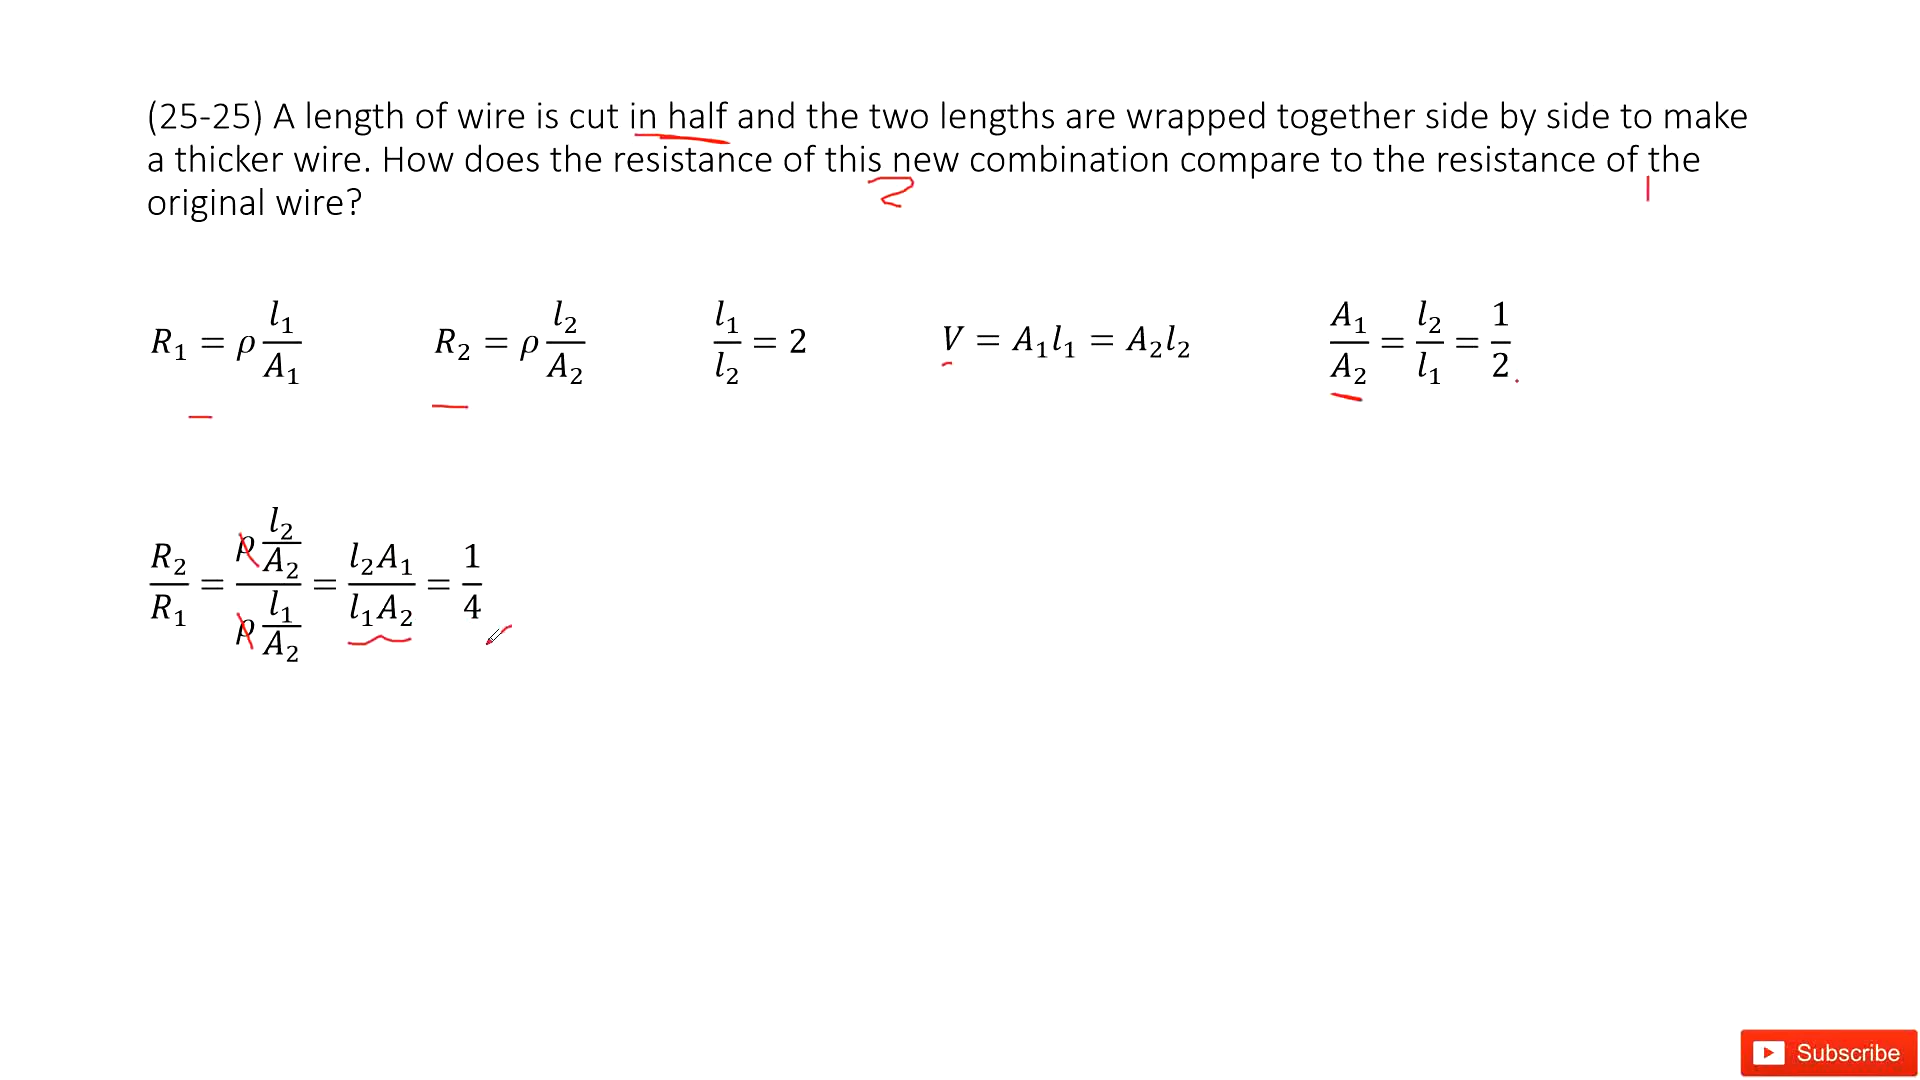 (25-25) A length of wire is cut in half and the two lengths are wrapped together side by side to make
a thicker wire. How does the resistance of this new combination compare to the resistance of the
original wire?
2 1
R₁ = ρ l₁/A₁ R₂ = ρ l₂/A₂ l₁/l₂ = 2 V = A₁l₁ = A₂l₂ A₁/A₂ = l₂/l₁ = 1/2
R₂/R₁ = (ρ l₂/A₂)/(ρ l₁/A₂) = l₂A₁/l₁A₂ = 1/4
Subscribe